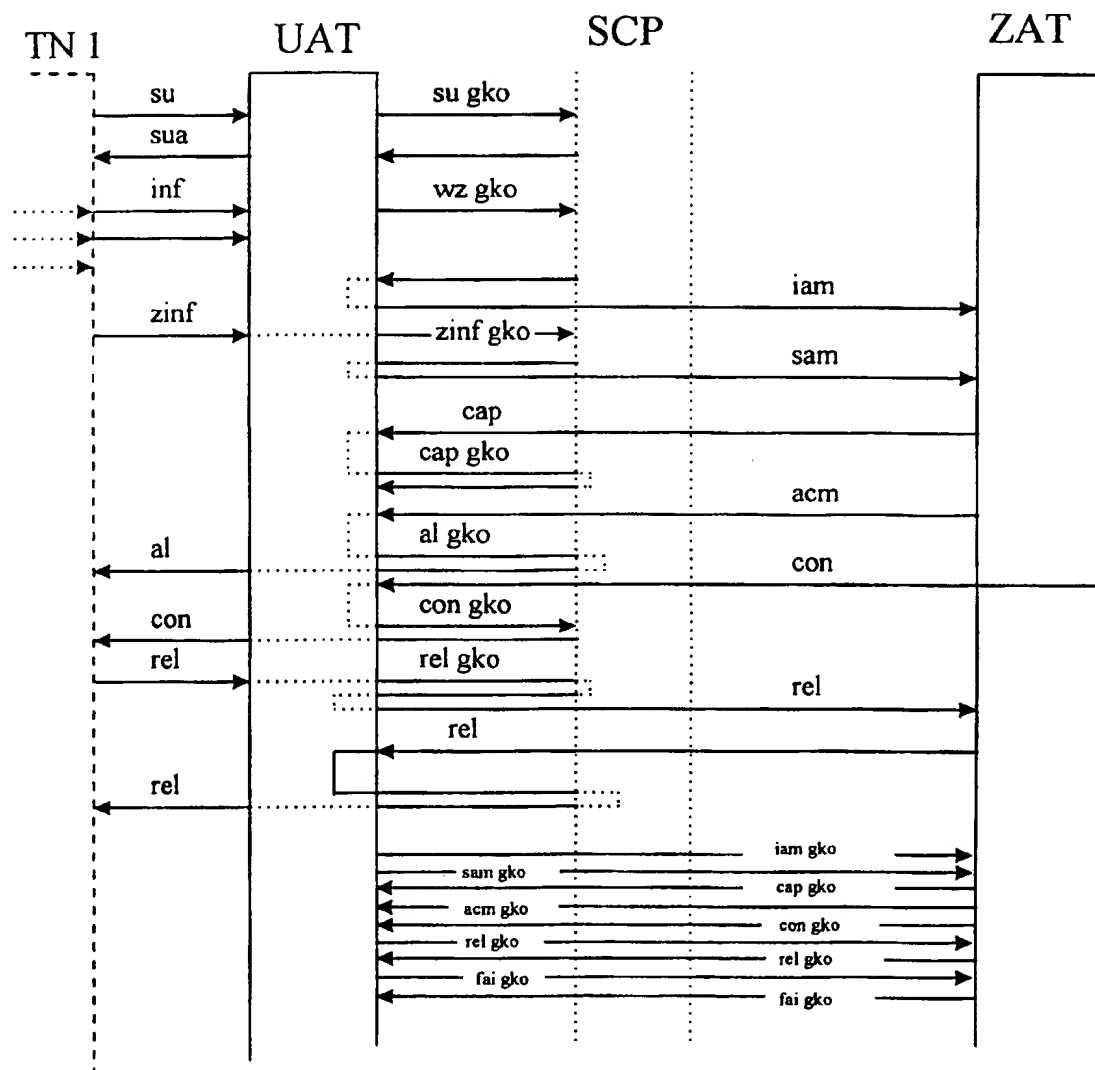 TN 1 UAT SCP ZAT
su su gko
sua
inf wz gko
iam
zinf zinf gko
sam
cap
cap gko
acm
al al gko
con
con con gko
rel rel gko
rel
rel
rel
iam gko
sam gko
cap gko
acm gko
con gko
rel gko
rel gko
fai gko
fai gko